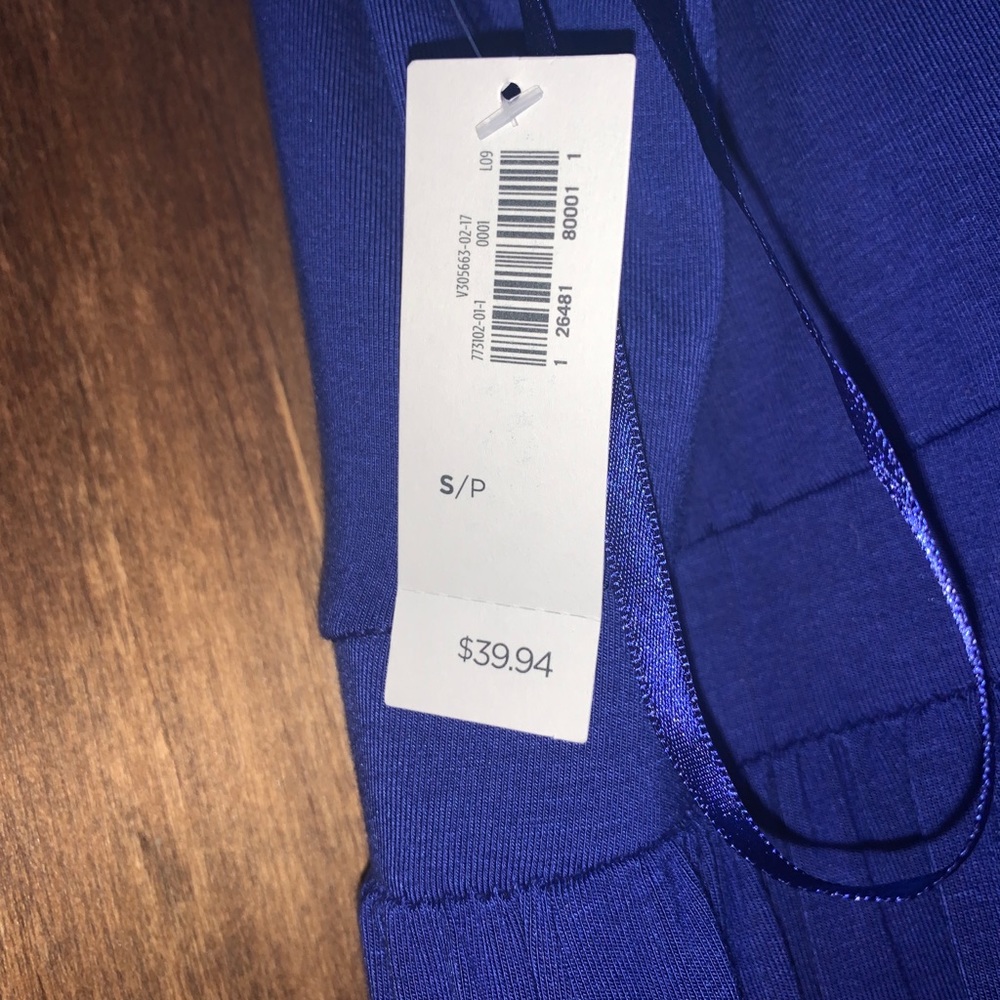 L09
0001
V305663-02-17
773102-01-1
1 26481 80001 1
S/P
$39.94